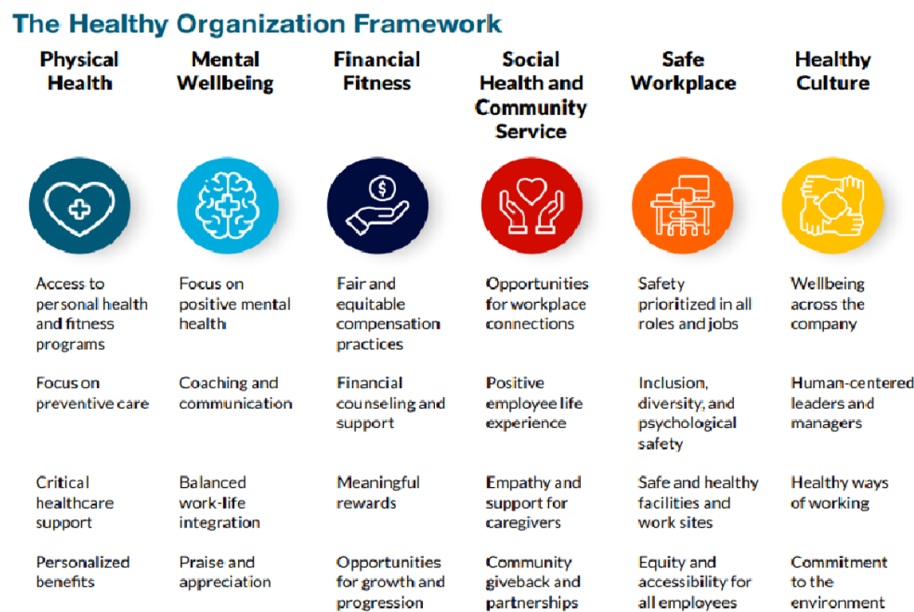 The Healthy Organization Framework
Physical
Health
Mental
Wellbeing
Financial
Fitness
Social
Health and
Community
Service
Safe
Workplace
Healthy
Culture
$
Access to
personal health
and fitness
programs
Focus on
positive mental
health
Fair and
equitable
compensation
practices
Opportunities
for workplace
connections
Safety
prioritized in all
roles and jobs
Wellbeing
across the
company
Focus on
preventive care
Coaching and
communication
Financial
counseling and
support
Positive
employee life
experience
Inclusion,
diversity, and
psychological
safety
Human-centered
leaders and
managers
Critical
healthcare
support
Balanced
work-life
integration
Meaningful
rewards
Empathy and
support for
caregivers
Safe and healthy
facilities and
work sites
Healthy ways
of working
Personalized
benefits
Praise and
appreciation
Opportunities
for growth and
progression
Community
giveback and
partnerships
Equity and
accessibility for
all employees
Commitment
to the
environment